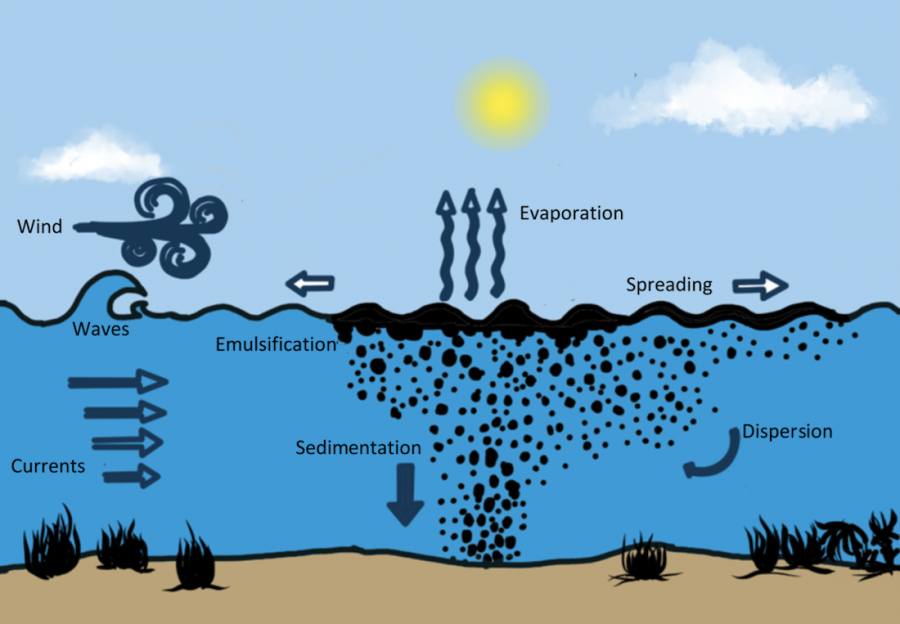 Evaporation
Wind
Spreading
Waves
Emulsification
Dispersion
Sedimentation
Currents